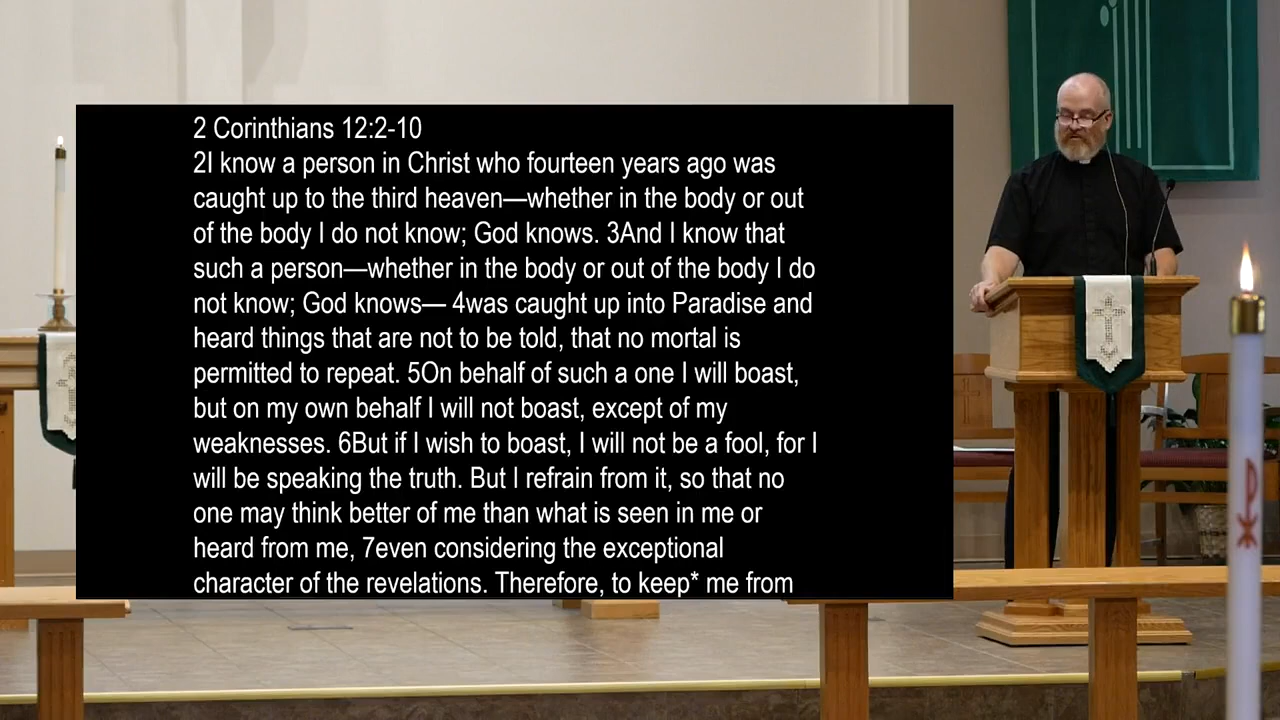 2 Corinthians 12:2-10
2I know a person in Christ who fourteen years ago was
caught up to the third heaven—whether in the body or out
of the body I do not know; God knows. 3And I know that
such a person—whether in the body or out of the body I do
not know; God knows— 4was caught up into Paradise and
heard things that are not to be told, that no mortal is
permitted to repeat. 5On behalf of such a one I will boast,
but on my own behalf I will not boast, except of my
weaknesses. 6But if I wish to boast, I will not be a fool, for I
will be speaking the truth. But I refrain from it, so that no
one may think better of me than what is seen in me or
heard from me, 7even considering the exceptional
character of the revelations. Therefore, to keep* me from